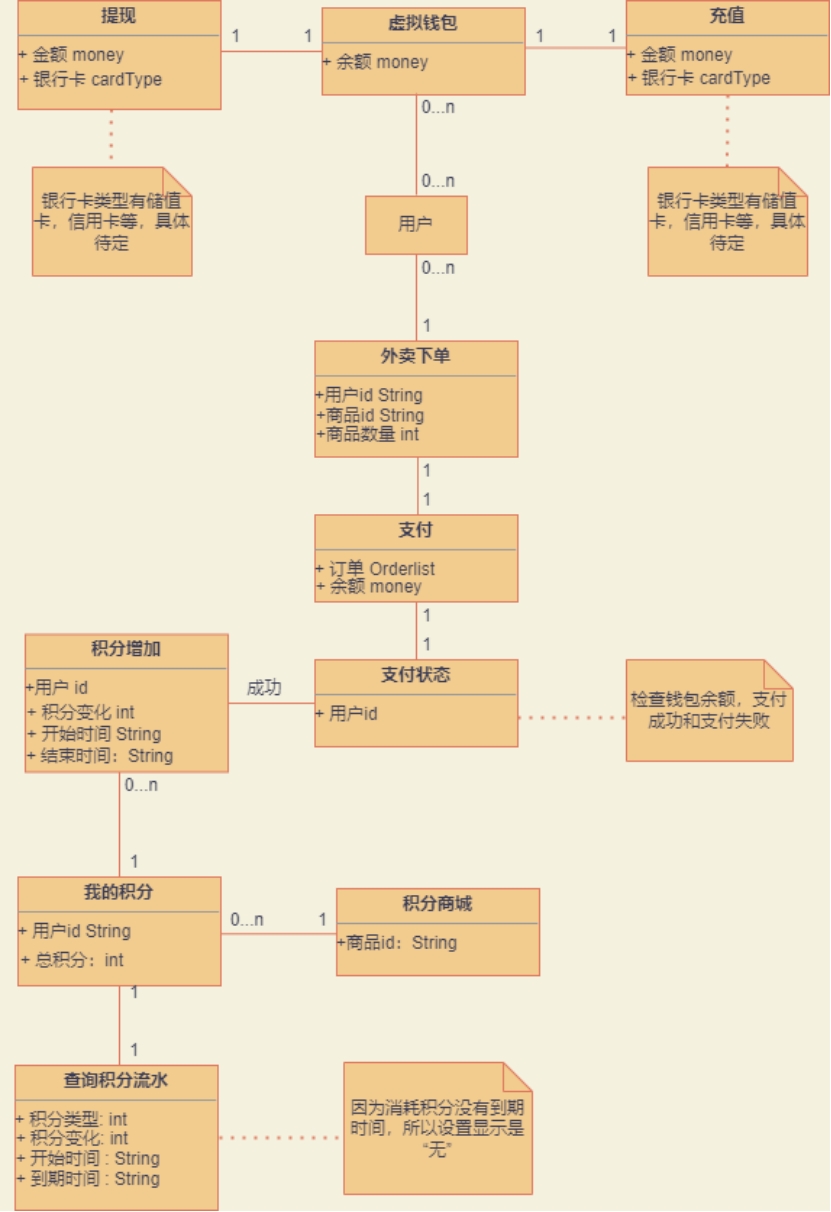 提现
+ 金额 money
+ 银行卡 cardType
1
1
虚拟钱包
+ 余额 money
1
1
充值
+ 金额 money
+ 银行卡 cardType
银行卡类型有储值
卡，信用卡等，具体
待定
0...n
0...n
用户
银行卡类型有储值
卡，信用卡等，具体
待定
0...n
1
外卖下单
+用户id String
+商品id String
+商品数量 int
1
1
支付
+ 订单 Orderlist
+ 余额 money
1
1
积分增加
+用户 id
+ 积分变化 int
+ 开始时间 String
+ 结束时间：String
成功
支付状态
+ 用户id
检查钱包余额，支付
成功和支付失败
0...n
1
我的积分
+ 用户id String
+ 总积分：int
0...n
1
积分商城
+商品id：String
1
1
查询积分流水
+ 积分类型: int
+ 积分变化: int
+ 开始时间 : String
+ 到期时间 : String
因为消耗积分没有到期
时间，所以设置显示是
“无”